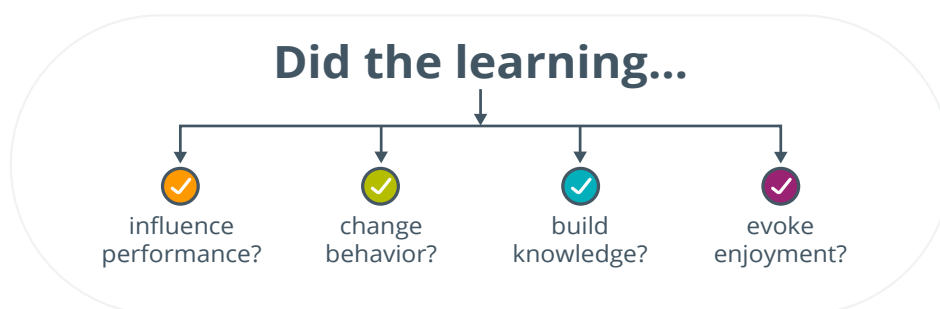 Did the learning...
influence
performance?
change
behavior?
build
knowledge?
evoke
enjoyment?